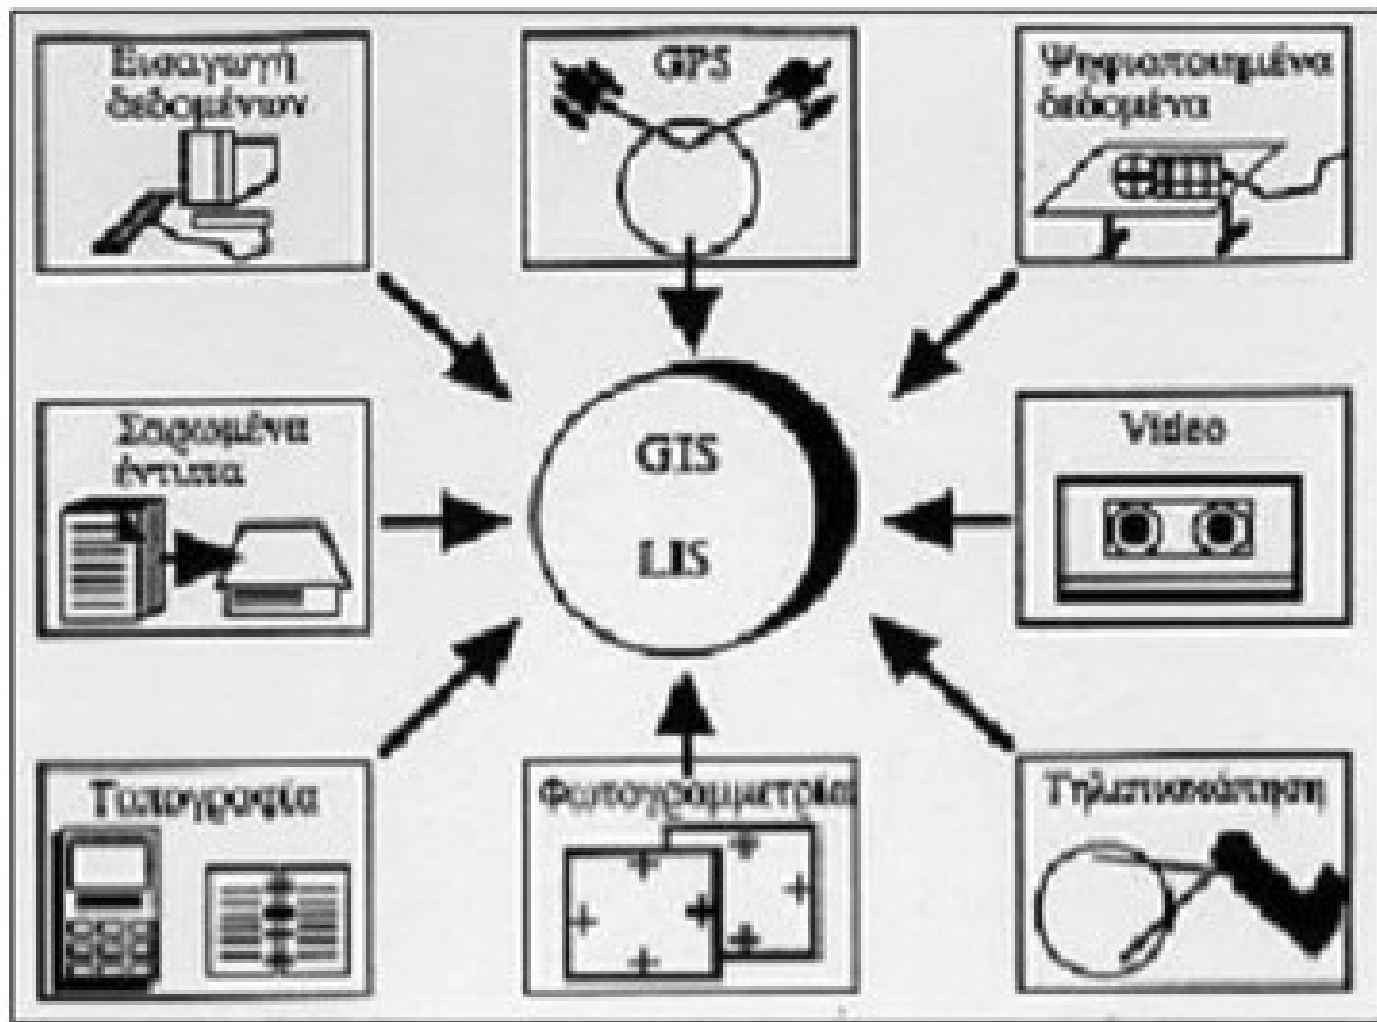 Εισαγωγή
δεδομένων
GPS
Ψηφιοποιημένα
δεδομένα
Σαρωμένα
έντυπα
GIS
LIS
Video
Τοπογραφία
Φωτογραμμετρία
Τηλεπισκόπηση